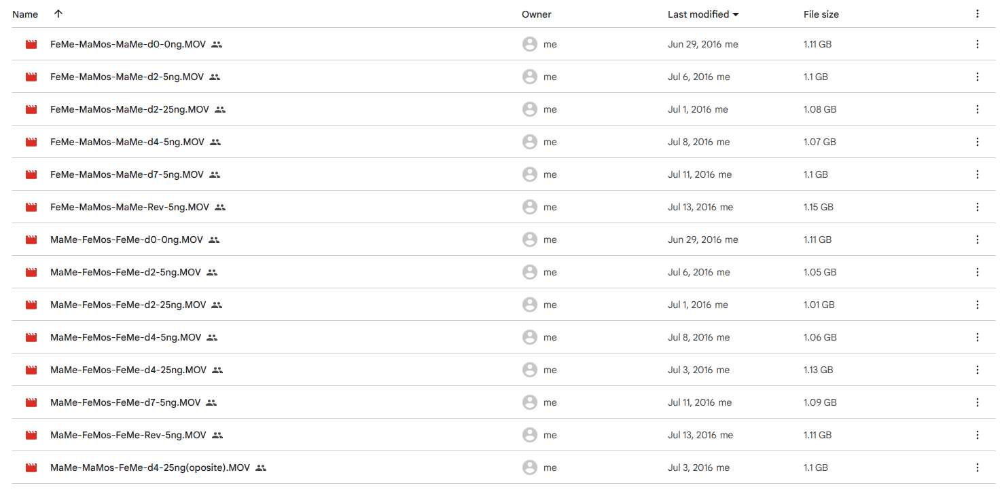 Name Owner Last modified File size
FeMe-MaMos-MaMe-d0-0ng.MOV me Jun 29, 2016 me 1.11 GB
FeMe-MaMos-MaMe-d2-5ng.MOV me Jul 6, 2016 me 1.1 GB
FeMe-MaMos-MaMe-d2-25ng.MOV me Jul 1, 2016 me 1.08 GB
FeMe-MaMos-MaMe-d4-5ng.MOV me Jul 8, 2016 me 1.07 GB
FeMe-MaMos-MaMe-d7-5ng.MOV me Jul 11, 2016 me 1.1 GB
FeMe-MaMos-MaMe-Rev-5ng.MOV me Jul 13, 2016 me 1.15 GB
MaMe-FeMos-FeMe-d0-0ng.MOV me Jun 29, 2016 me 1.11 GB
MaMe-FeMos-FeMe-d2-5ng.MOV me Jul 6, 2016 me 1.05 GB
MaMe-FeMos-FeMe-d2-25ng.MOV me Jul 1, 2016 me 1.01 GB
MaMe-FeMos-FeMe-d4-5ng.MOV me Jul 8, 2016 me 1.06 GB
MaMe-FeMos-FeMe-d4-25ng.MOV me Jul 3, 2016 me 1.13 GB
MaMe-FeMos-FeMe-d7-5ng.MOV me Jul 11, 2016 me 1.09 GB
MaMe-FeMos-FeMe-Rev-5ng.MOV me Jul 13, 2016 me 1.11 GB
MaMe-MaMos-FeMe-d4-25ng(oposite).MOV me Jul 3, 2016 me 1.1 GB